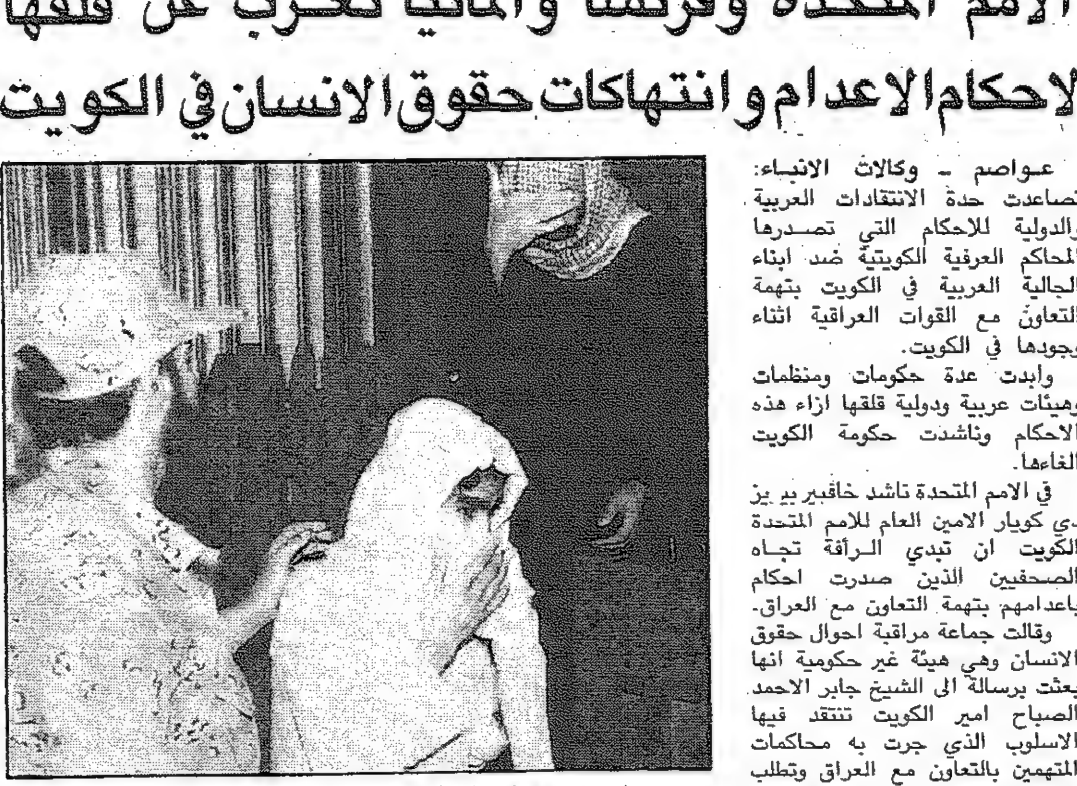 الامم المتحدة وفرنسا والمانيا تعرب عن قلقها
لاحكام الاعدام وانتهاكات حقوق الانسان في الكويت
عواصم - وكالات الانباء:
تصاعدت حدة الانتقادات العربية
والدولية للاحكام التي تصدرها
المحاكم العرفية الكويتية ضد ابناء
الجالية العربية في الكويت بتهمة
التعاون مع القوات العراقية اثناء
وجودها في الكويت.
وابدت عدة حكومات ومنظمات
وهيئات عربية ودولية قلقها ازاء هذه
الاحكام وناشدت حكومة الكويت
الغاءها.
في الامم المتحدة ناشد خافيير بيريز
دي كويار الامين العام للامم المتحدة
الكويت ان تبدي الرأفة تجاه
الصحفيين الذين صدرت احكام
باعدامهم بتهمة التعاون مع العراق.
وقالت جماعة مراقبة احوال حقوق
الانسان وهي هيئة غير حكومية انها
بعثت برسالة الى الشيخ جابر الاحمد
الصباح امير الكويت تنتقد فيها
الاسلوب الذي جرت به محاكمات
المتهمين بالتعاون مع العراق وتطلب